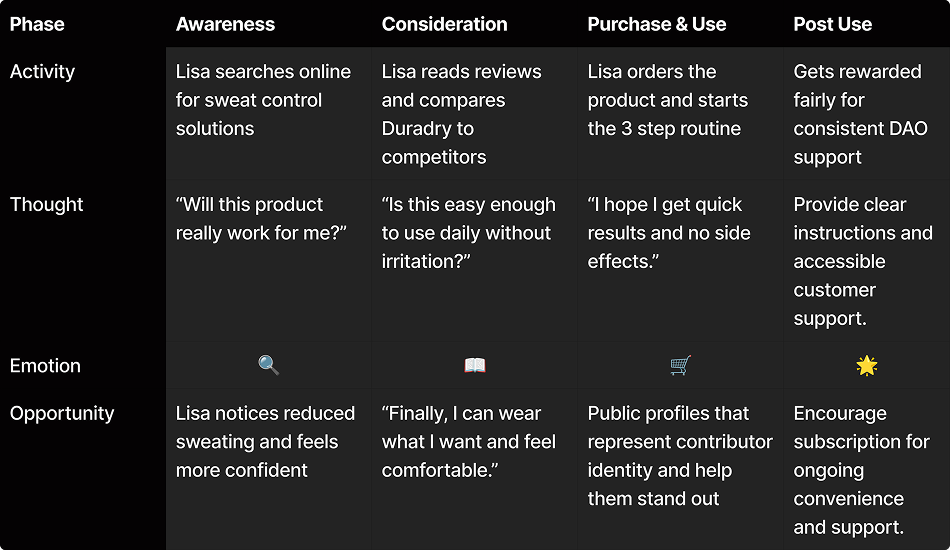 Phase Awareness Consideration Purchase & Use Post Use
Activity
Lisa searches online
for sweat control
solutions
Lisa reads reviews
and compares
Duradry to
competitors
Lisa orders the
product and starts
the 3 step routine
Gets rewarded
fairly for
consistent DAO
support
Thought
“Will this product
really work for me?”
“Is this easy enough
to use daily without
irritation?”
“I hope I get quick
results and no side
effects.”
Provide clear
instructions and
accessible
customer
support.
Emotion
Opportunity
Lisa notices reduced
sweating and feels
more confident
“Finally, I can wear
what I want and feel
comfortable.”
Public profiles that
represent contributor
identity and help
them stand out
Encourage
subscription for
ongoing
convenience
and support.